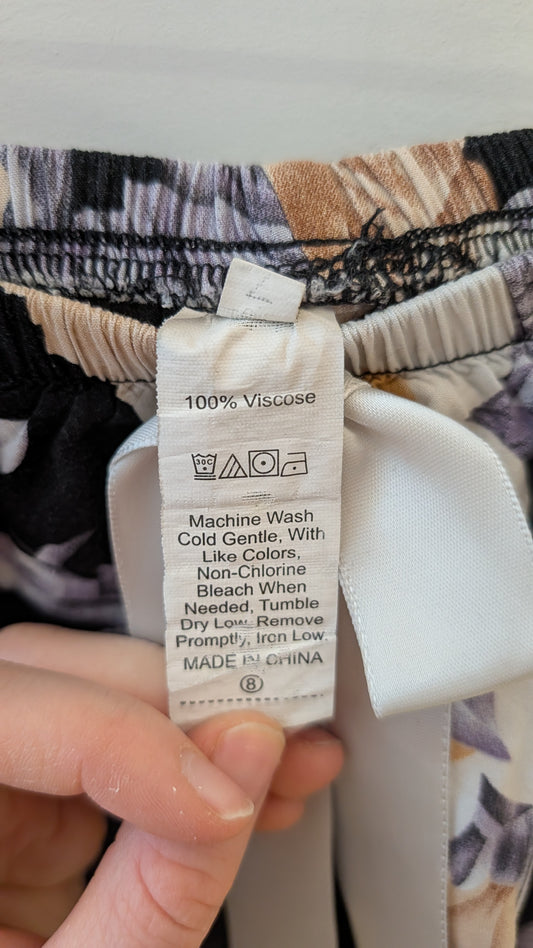 100% Viscose
30C
Machine Wash
Cold Gentle, With
Like Colors,
Non-Chlorine
Bleach When
Needed, Tumble
Dry Low, Remove
Promptly, Iron Low.
MADE IN CHINA
8